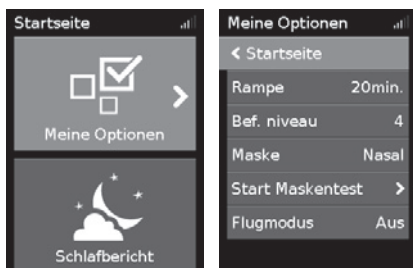 Startseite
Meine Optionen
Schlafbericht
Meine Optionen
Startseite
Rampe 20min.
Bef. niveau 4
Maske Nasal
Start Maskentest
Flugmodus Aus